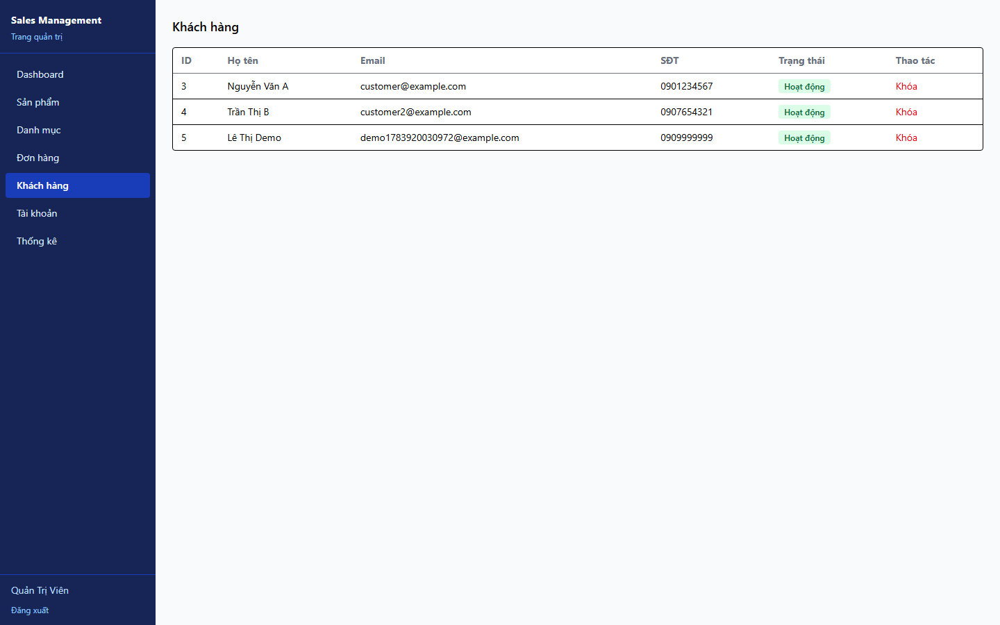 Sales Management
Trang quản trị
Dashboard
Sản phẩm
Danh mục
Đơn hàng
Khách hàng
Tài khoản
Thống kê
Quản Trị Viên
Đăng xuất
Khách hàng
ID Họ tên Email SĐT Trạng thái Thao tác
3 Nguyễn Văn A customer@example.com 0901234567 Hoạt động Khóa
4 Trần Thị B customer2@example.com 0907654321 Hoạt động Khóa
5 Lê Thị Demo demo1783920030972@example.com 0909999999 Hoạt động Khóa